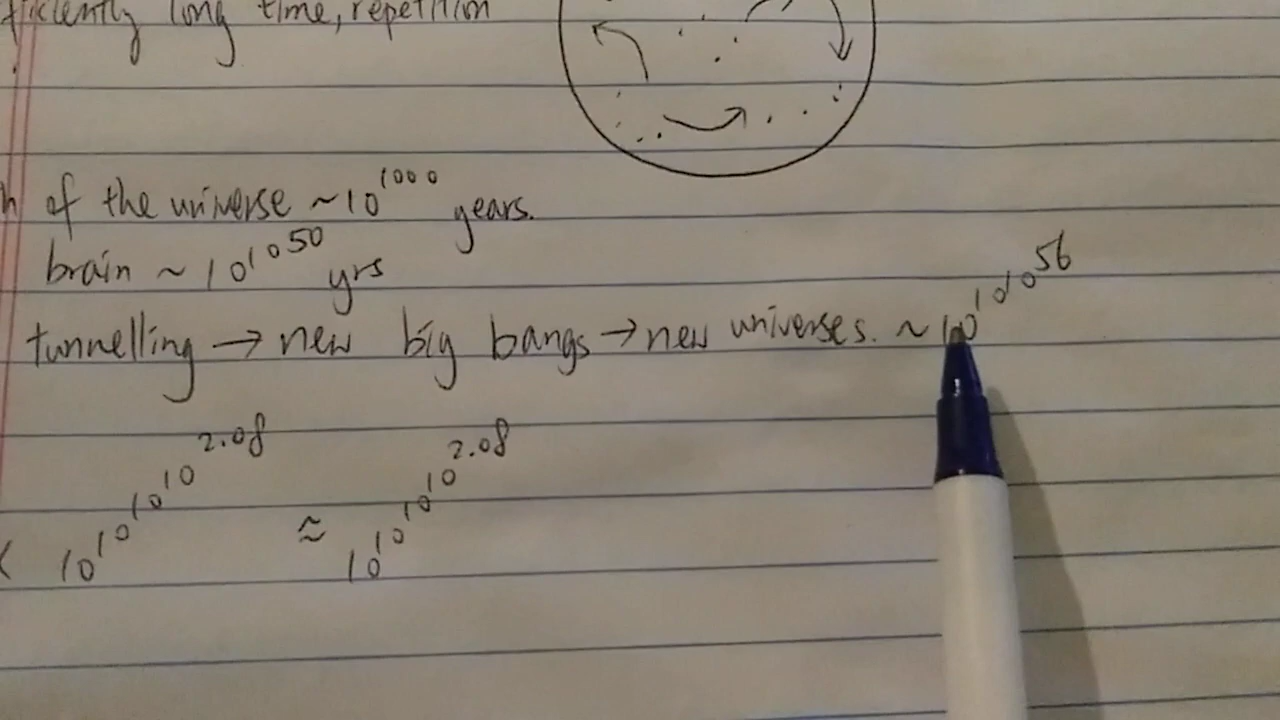 long time, repetition
of the universe ~10^1000 years.
brain ~ 10^10^50 yrs
tunnelling → new big bangs → new universes. ~ 10^10^10^56
10^10^10^10^2.08 ≈ 10^10^10^10^2.08